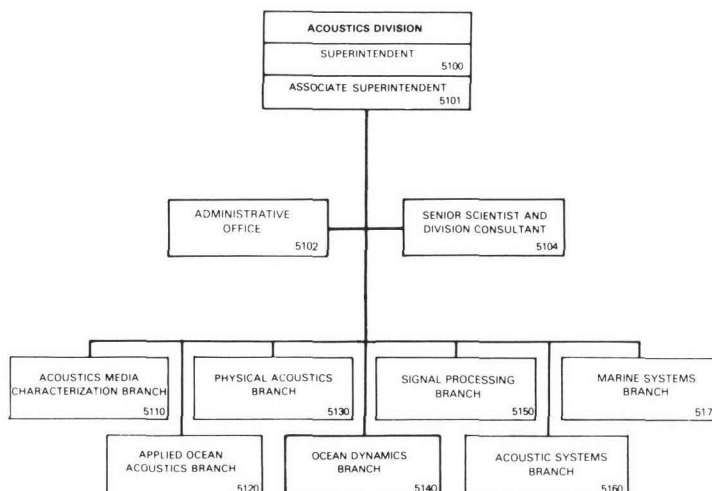 ACOUSTICS DIVISION
SUPERINTENDENT
5100
ASSOCIATE SUPERINTENDENT
5101
ADMINISTRATIVE
OFFICE
5102
SENIOR SCIENTIST AND
DIVISION CONSULTANT
5104
ACOUSTICS MEDIA
CHARACTERIZATION BRANCH
5110
PHYSICAL ACOUSTICS
BRANCH
5130
SIGNAL PROCESSING
BRANCH
5150
MARINE SYSTEMS
BRANCH
517
APPLIED OCEAN
ACOUSTICS BRANCH
5120
OCEAN DYNAMICS
BRANCH
5140
ACOUSTIC SYSTEMS
BRANCH
5160